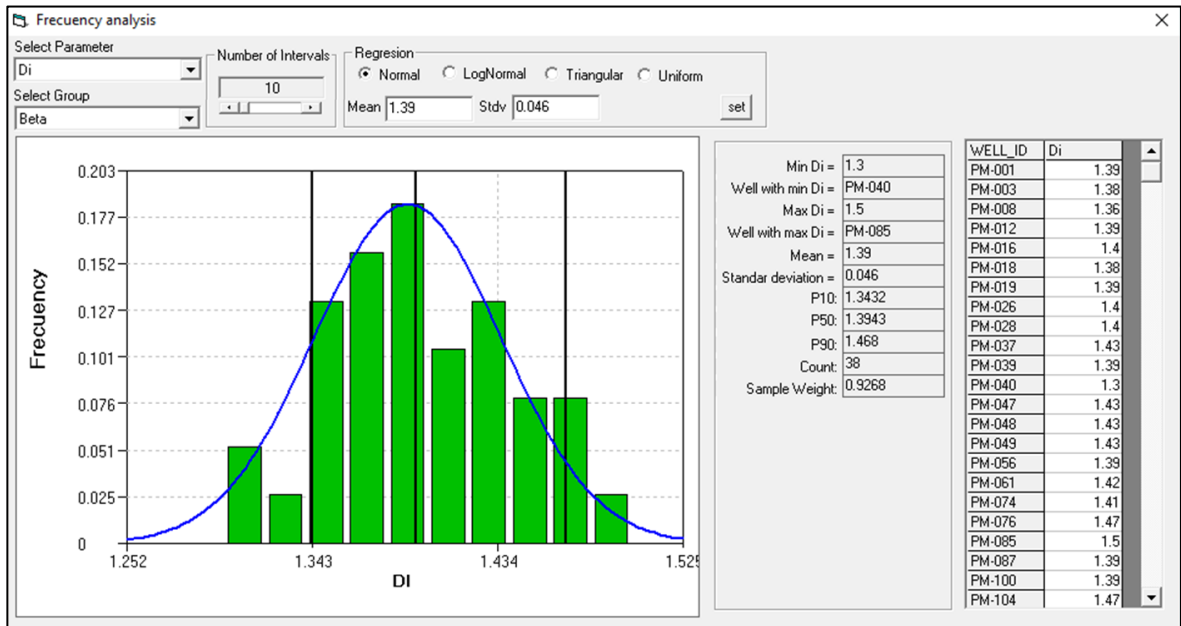 Frecuency analysis
Select Parameter
Di
Select Group
Beta
Number of Intervals
10
Regresion
Normal LogNormal Triangular Uniform
Mean 1.39 Stdv 0.046 set
0.203
0.177
0.152
0.127
0.101
0.076
0.051
0.025
0
Frecuency
1.252 1.343 1.434 1.525
DI
Min Di = 1.3
Well with min Di = PM-040
Max Di = 1.5
Well with max Di = PM-085
Mean = 1.39
Standar deviation = 0.046
P10: 1.3432
P50: 1.3943
P90: 1.468
Count: 38
Sample Weight: 0.9268
WELL_ID Di
PM-001 1.39
PM-003 1.38
PM-008 1.36
PM-012 1.39
PM-016 1.4
PM-018 1.38
PM-019 1.39
PM-026 1.4
PM-028 1.4
PM-037 1.43
PM-039 1.39
PM-040 1.3
PM-047 1.43
PM-048 1.43
PM-049 1.43
PM-056 1.39
PM-061 1.42
PM-074 1.41
PM-076 1.47
PM-085 1.5
PM-087 1.39
PM-100 1.39
PM-104 1.47